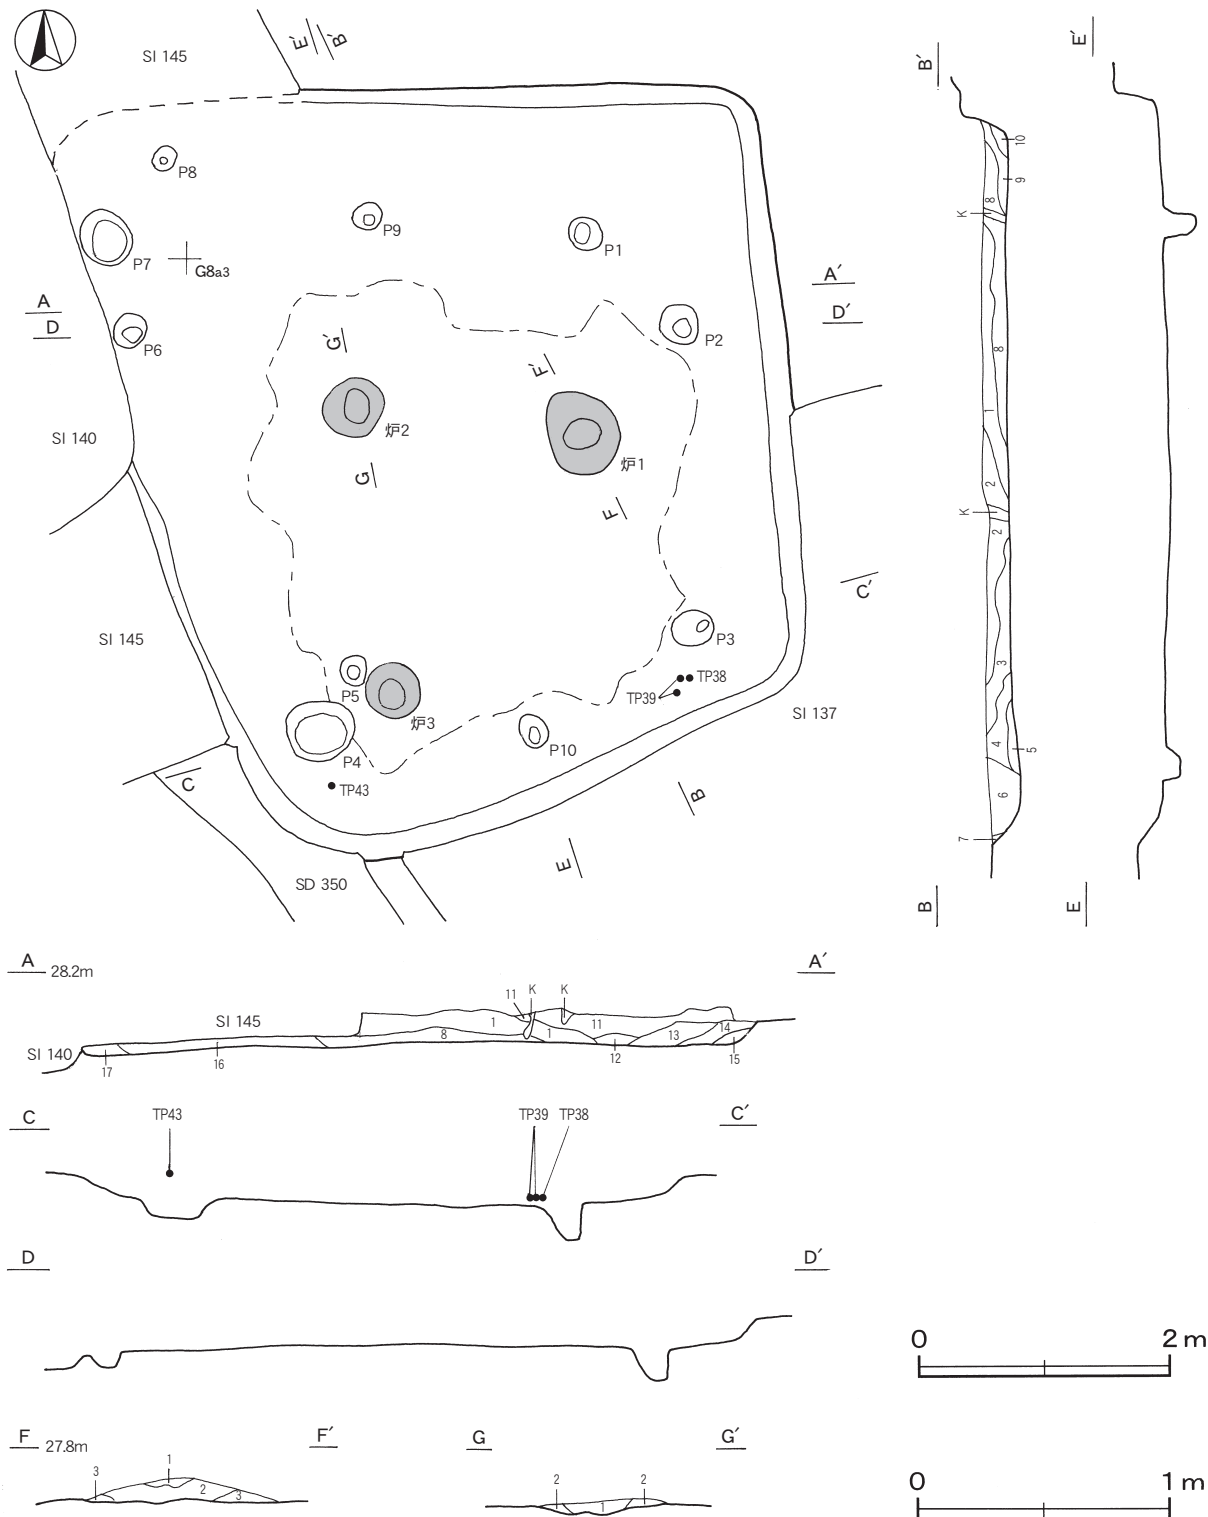 SI 145
E′
B′
P8
P9
P1
P7
G8a3
A
D
A′
D′
P6
P2
G′
F′
炉2
炉1
SI 140
G
F
C′
SI 145
P3
TP38
TP39
P5
炉3
SI 137
P4
P10
C
TP43
B
E
SD 350
B′
E′
10
9
8
K
8
1
2
K
2
3
4
5
6
7
B
E
A 28.2m
A′
11
K
K
SI 145
1
11
14
8
1
13
SI 140
17
16
12
15
C
TP43
TP39
TP38
C′
D
D′
0
2 m
F 27.8m
F′
G
G′
3
1
2
3
2
2
1
0
1 m